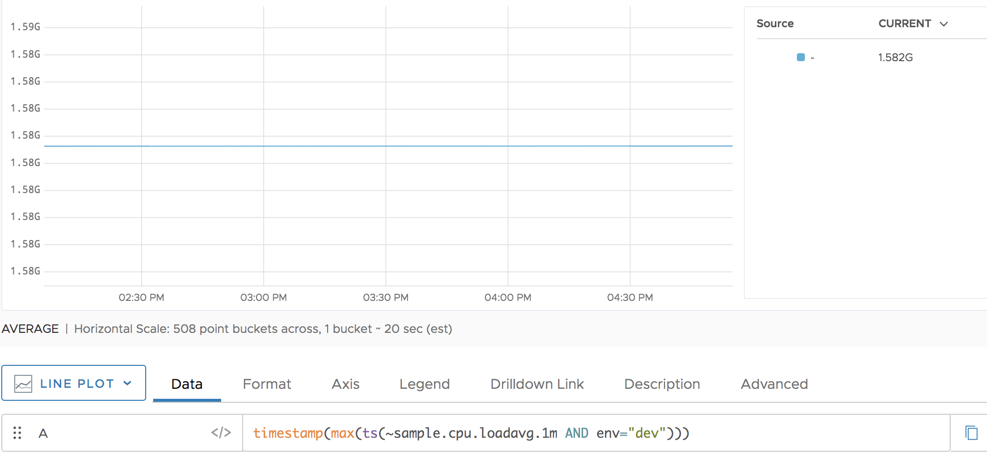 1.59G
1.58G
1.58G
1.58G
1.58G
1.58G
1.58G
1.58G
1.58G
1.58G
02:30 PM 03:00 PM 03:30 PM 04:00 PM 04:30 PM
Source CURRENT
- 1.582G
AVERAGE | Horizontal Scale: 508 point buckets across, 1 bucket ~ 20 sec (est)
LINE PLOT Data Format Axis Legend Drilldown Link Description Advanced
A </> timestamp(max(ts(~sample.cpu.loadavg.1m AND env="dev")))